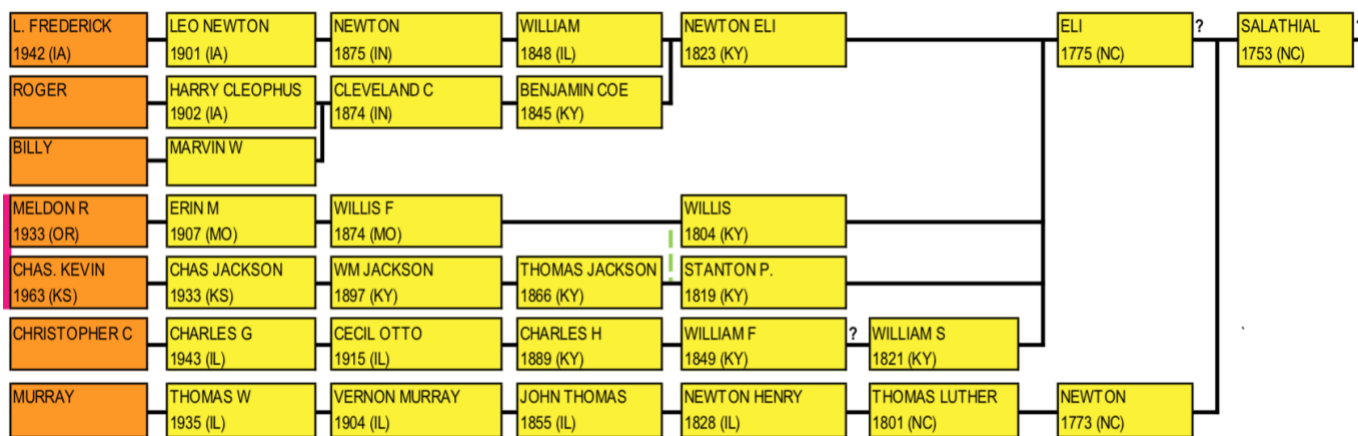 L. FREDERICK
1942 (IA)
LEO NEWTON
1901 (IA)
NEWTON
1875 (IN)
WILLIAM
1848 (IL)
NEWTON ELI
1823 (KY)
ELI
1775 (NC)
?
SALATHIAL
1753 (NC)
ROGER
HARRY CLEOPHUS
1902 (IA)
CLEVELAND C
1874 (IN)
BENJAMIN COE
1845 (KY)
BILLY
MARVIN W
MELDON R
1933 (OR)
ERIN M
1907 (MO)
WILLIS F
1874 (MO)
WILLIS
1804 (KY)
CHAS. KEVIN
1963 (KS)
CHAS JACKSON
1933 (KS)
WM JACKSON
1897 (KY)
THOMAS JACKSON
1866 (KY)
STANTON P.
1819 (KY)
CHRISTOPHER C
CHARLES G
1943 (IL)
CECIL OTTO
1915 (IL)
CHARLES H
1889 (KY)
WILLIAM F
1849 (KY)
?
WILLIAM S
1821 (KY)
MURRAY
THOMAS W
1935 (IL)
VERNON MURRAY
1904 (IL)
JOHN THOMAS
1855 (IL)
NEWTON HENRY
1828 (IL)
THOMAS LUTHER
1801 (NC)
NEWTON
1773 (NC)